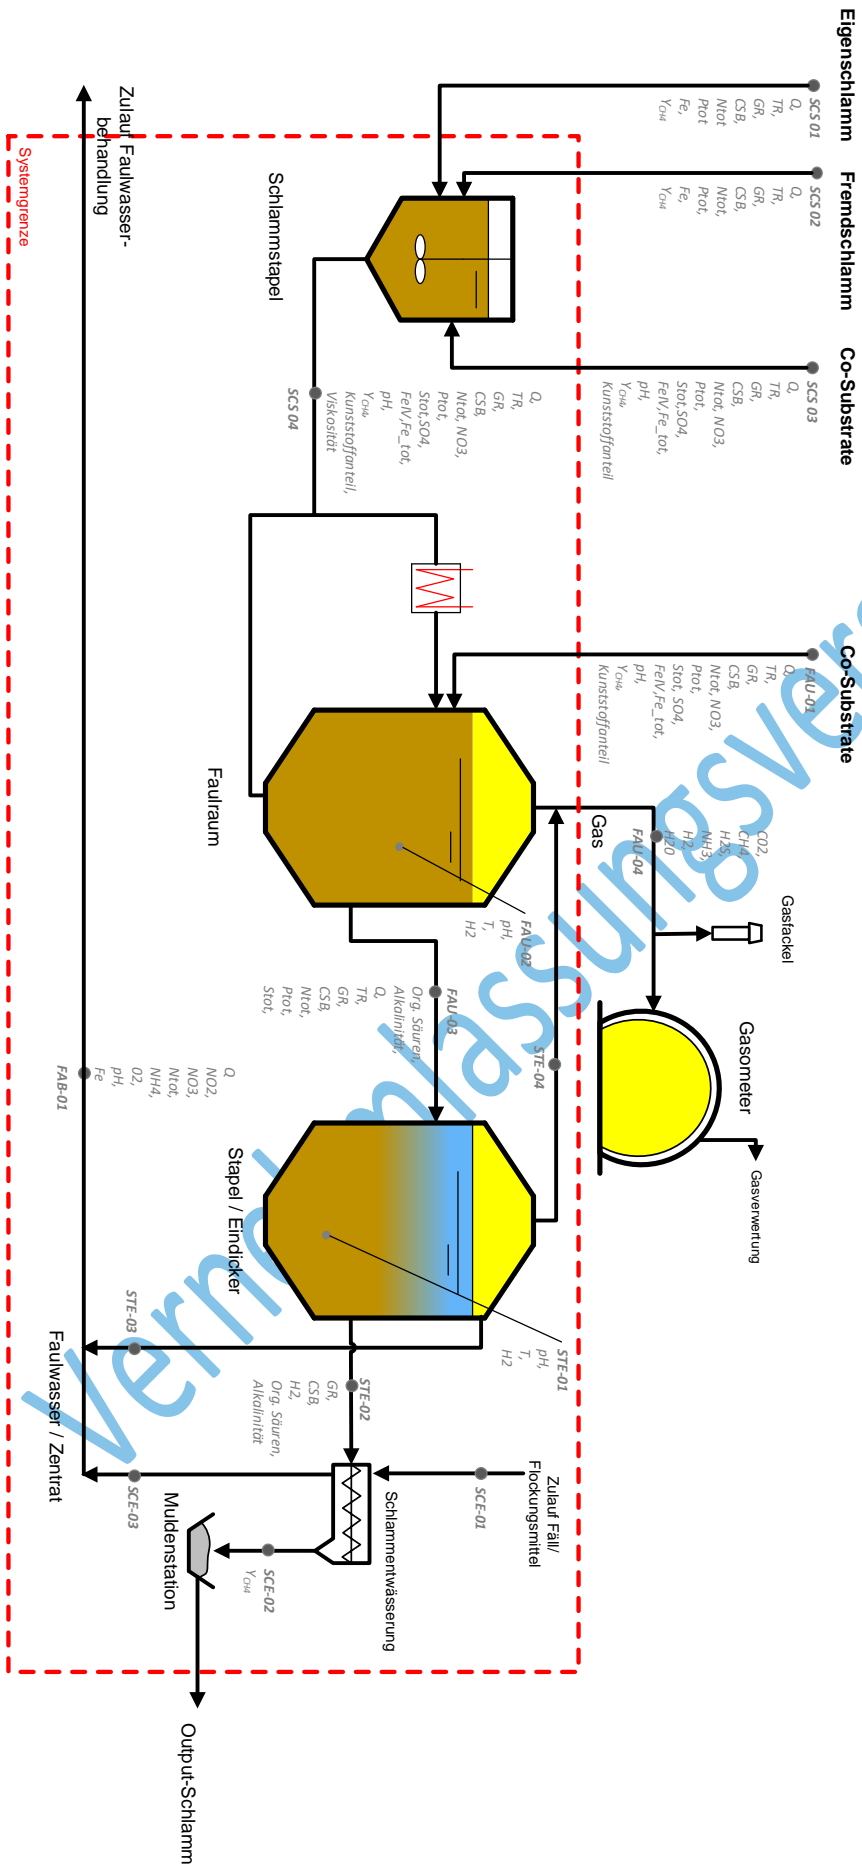 Eigenschlamm
SCS 01
Q,
TR,
GR,
CSB,
Ntot
Ptot
Fe,
YCH4
Fremdschlamm
SCS 02
Q,
TR,
GR,
CSB,
Ntot,
Ptot,
Fe,
YCH4
Co-Substrate
SCS 03
Q,
TR,
GR,
CSB,
Ntot, NO3,
Ptot,
Stot,SO4,
FeIV,Fe_tot,
pH,
YCH4,
Kunststoffanteil
Co-Substrate
FAU-01
Q,
TR,
GR,
CSB,
Ntot, NO3,
Ptot,
Stot, SO4,
FeIV,Fe_tot,
pH,
YCH4,
Kunststoffanteil
Gas
CO2,
CH4,
H2S,
NH3,
H2,
H2O
FAU-04
Gasfackel
Gasometer
Gasverwertung
Schlammstapel
Q,
TR,
GR,
CSB,
Ntot, NO3,
Ptot,
Stot,SO4,
FeIV,Fe_tot,
pH,
YCH4,
Kunststoffanteil,
Viskosität
SCS 04
Faulraum
FAU-02
pH,
T,
H2
FAU-03
Org. Säuren,
Alkalinität,
Q,
TR,
GR,
CSB,
Ntot,
Ptot,
Stot,
STE-04
Stapel / Eindicker
STE-01
pH,
T,
H2
STE-02
GR,
CSB,
H2,
Org. Säuren,
Alkalinität
STE-03
Zulauf Fäll/
Flockungsmittel
SCE-01
Schlammentwässerung
SCE-02
YCH4
SCE-03
Muldenstation
Output-Schlamm
Faulwasser / Zentrat
Q
NO2,
NO3,
Ntot,
NH4,
O2,
pH,
Fe
FAB-01
Zulauf Faulwasser-
behandlung
Systemgrenze
Vernehmlassungsvers